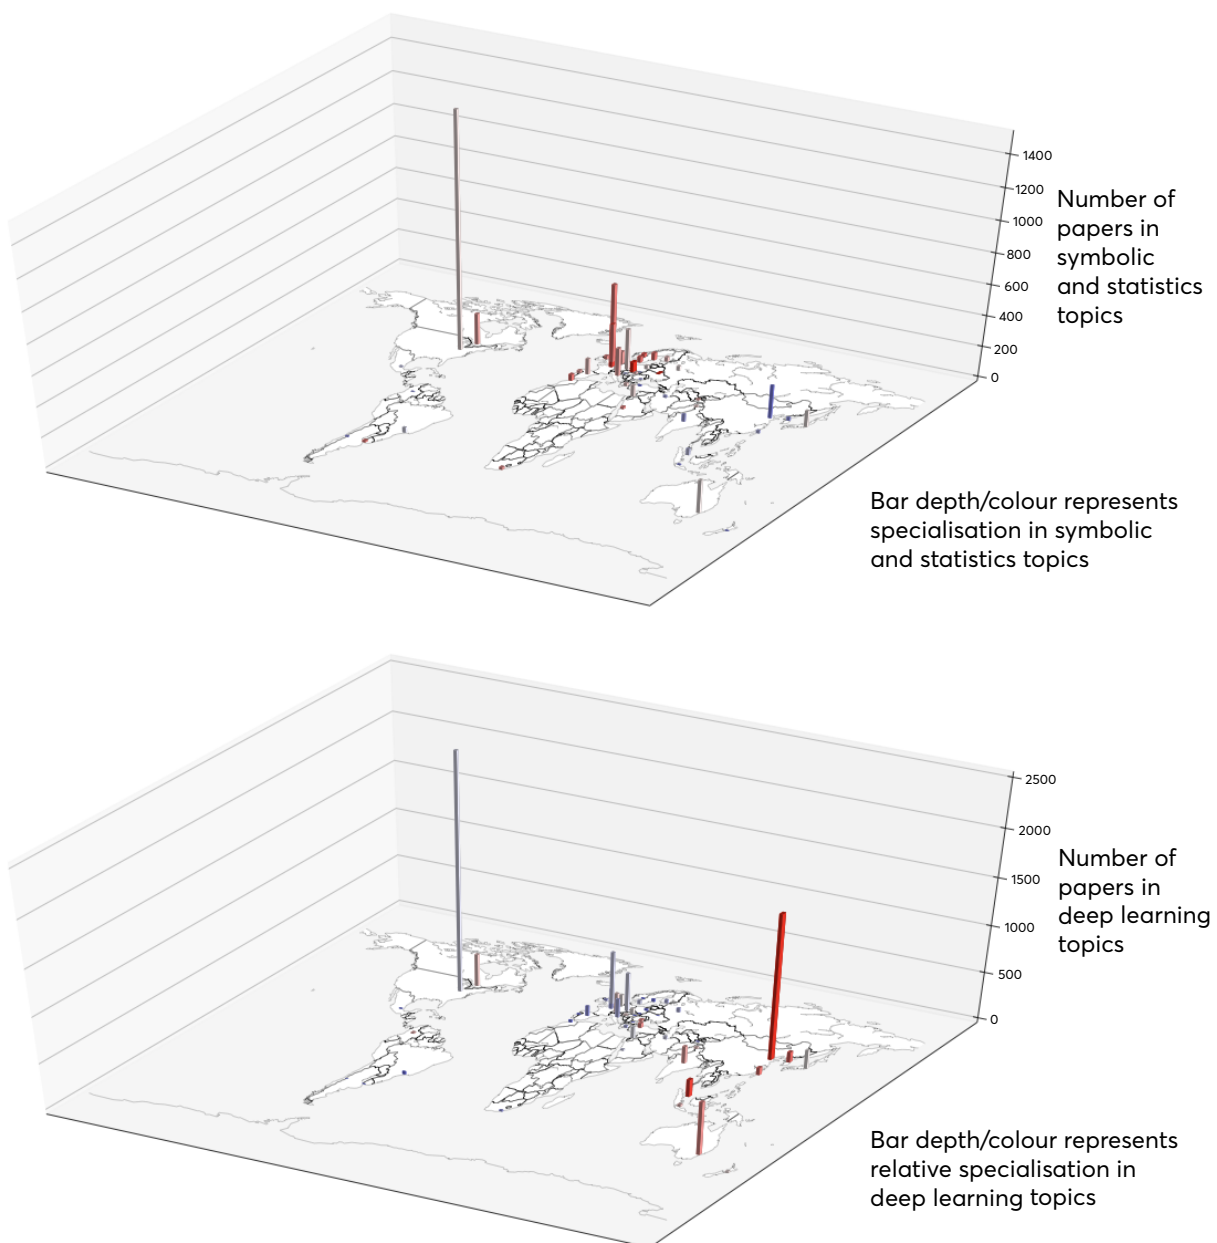 1400
1200
1000
800
600
400
200
0
Number of
papers in
symbolic
and statistics
topics
Bar depth/colour represents
specialisation in symbolic
and statistics topics
2500
2000
1500
1000
500
0
Number of
papers in
deep learning
topics
Bar depth/colour represents
relative specialisation in
deep learning topics